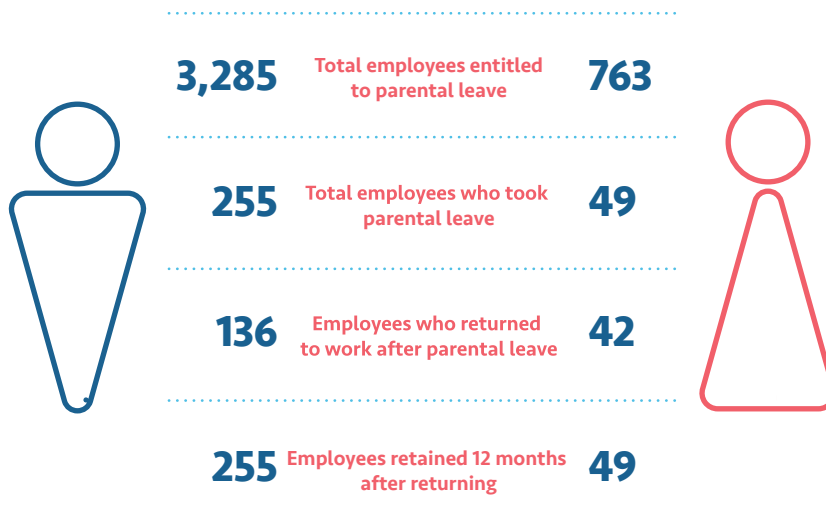 3,285 Total employees entitled 763
to parental leave
255 Total employees who took 49
parental leave
136 Employees who returned 42
to work after parental leave
255 Employees retained 12 months 49
after returning